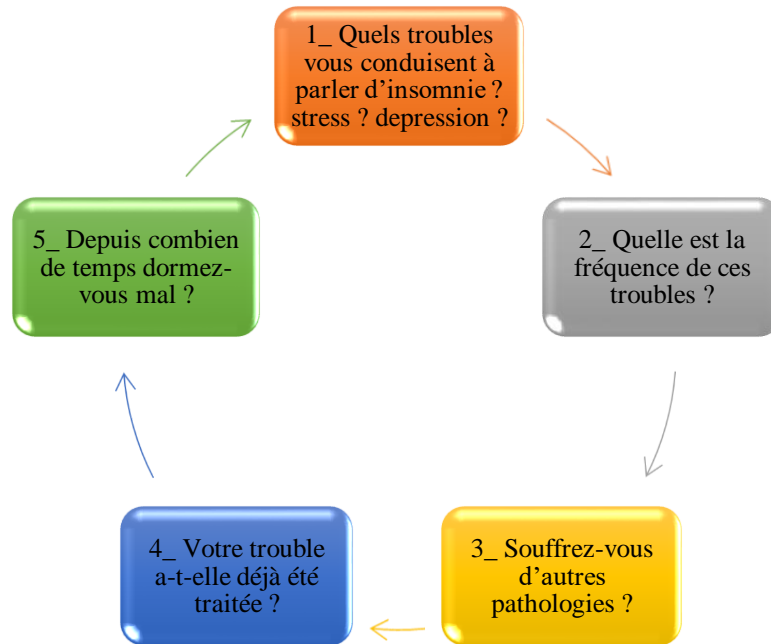 1_ Quels troubles
vous conduisent à
parler d’insomnie ?
stress ? depression ?
2_ Quelle est la
fréquence de ces
troubles ?
3_ Souffrez-vous
d’autres
pathologies ?
4_ Votre trouble
a-t-elle déjà été
traitée ?
5_ Depuis combien
de temps dormez-
vous mal ?